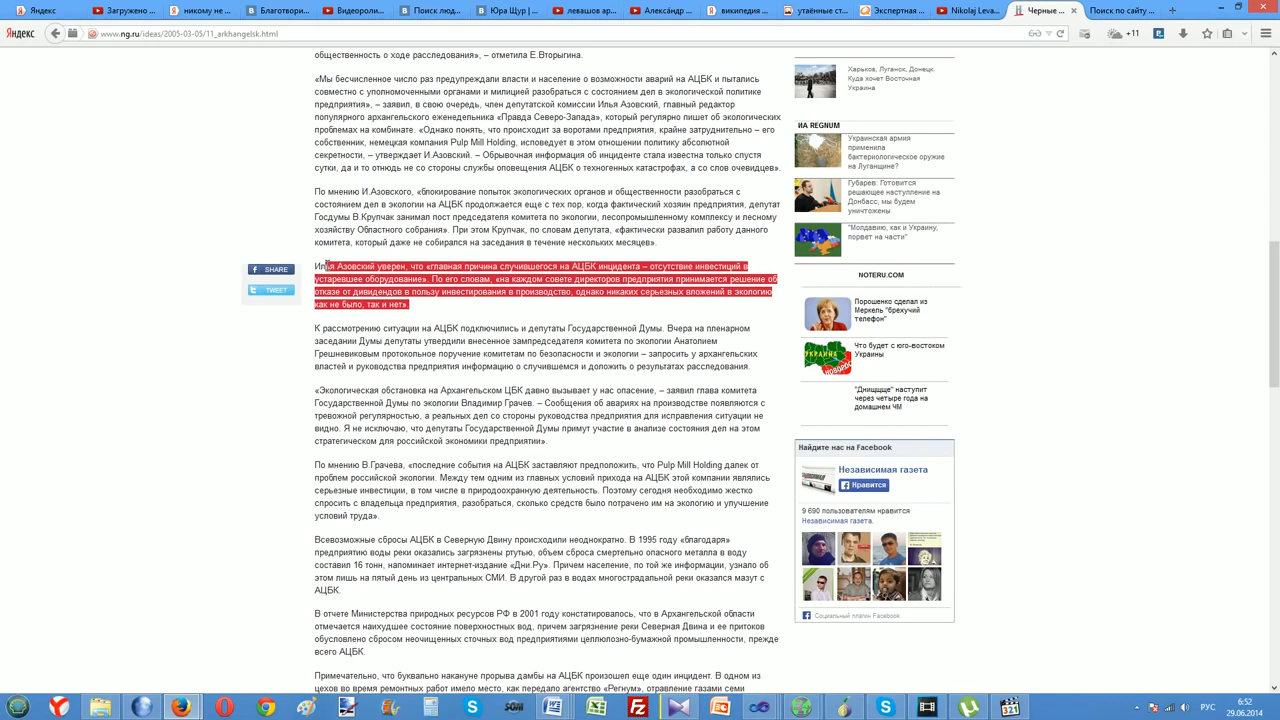 Яндекс
Загружено
никому не
Благотвори
Видеороли
Поиск люде
Юра Щур |
левашов аг
Алексáндр
Загрузить в
Nikolaj Leva
Черные
Поиск по сайту ...
Яндекс
www.ng.ru/ideas/2005-03-05/11_arkhangelsk.html
+11
общественность о ходе расследования», – отметила Е.Вторыгина.
«Мы бесчисленное число раз предупреждали власти и население о возможности аварий на АЦБК и пытались
совместно с уполномоченными органами и милицией разобраться с состоянием дел в экологической политике
предприятия», – заявил, в свою очередь, член депутатской комиссии Илья Азовский, главный редактор
популярного архангельского еженедельника «Правда Северо-Запада», который регулярно пишет об экологических
проблемах на комбинате. «Однако понять, что происходит за воротами предприятия, крайне затруднительно – его
собственник, немецкая компания Pulp Mill Holding, исповедует в этом отношении политику абсолютной
секретности, – утверждает И.Азовский. – Обрывочная информация об инциденте стала известна только спустя
сутки, да и то отнюдь не со стороны службы оповещения АЦБК о техногенных катастрофах, а со слов очевидцев».
По мнению И.Азовского, «блокирование попыток экологических органов и общественности разобраться с
состоянием дел в экологии на АЦБК продолжается еще с тех пор, когда фактический хозяин предприятия, депутат
Госдумы В.Крупчак занимал пост председателя комитета по экологии, лесопромышленному комплексу и лесному
хозяйству Областного собрания». При этом Крупчак, по словам депутата, «фактически развалил работу данного
комитета, который даже не собирался на заседания в течение нескольких месяцев».
Илья Азовский уверен, что «главная причина случившегося на АЦБК инцидента – отсутствие инвестиций в
устаревшее оборудование». По его словам, «на каждом совете директоров предприятия принимается решение об
отказе от дивидендов в пользу инвестирования в производство, однако никаких серьезных вложений в экологию
как не было, так и нет».
К рассмотрению ситуации на АЦБК подключились и депутаты Государственной Думы. Вчера на пленарном
заседании Думы депутаты утвердили внесенное зампредседателя комитета по экологии Анатолием
Грешневиковым протокольное поручение комитетам по безопасности и экологии – запросить у архангельских
властей и руководства предприятия информацию о случившемся и доложить о результатах расследования.
«Экологическая обстановка на Архангельском ЦБК давно вызывает у нас опасение, – заявил глава комитета
Государственной Думы по экологии Владимир Грачев. – Сообщения об авариях на производстве появляются с
тревожной регулярностью, а реальных дел со стороны руководства предприятия для исправления ситуации не
видно. Я не исключаю, что депутаты Государственной Думы примут участие в анализе состояния дел на этом
стратегическом для российской экономики предприятии».
По мнению В.Грачева, «последние события на АЦБК заставляют предположить, что Pulp Mill Holding далек от
проблем российской экологии. Между тем одним из главных условий прихода на АЦБК этой компании являлись
серьезные инвестиции, в том числе в природоохранную деятельность. Поэтому сегодня необходимо жестко
спросить с владельца предприятия, разобраться, сколько средств было потрачено им на экологию и улучшение
условий труда».
Всевозможные сбросы АЦБК в Северную Двину происходили неоднократно. В 1995 году «благодаря»
предприятию воды реки оказались загрязнены ртутью, объем сброса смертельно опасного металла в воду
составил 16 тонн, напоминает интернет-издание «Дни.Ру». Причем население, по той же информации, узнало об
этом лишь на пятый день из центральных СМИ. В другой раз в водах многострадальной реки оказался мазут с
АЦБК.
В отчете Министерства природных ресурсов РФ в 2001 году констатировалось, что в Архангельской области
отмечается наихудшее состояние поверхностных вод, причем загрязнение реки Северная Двина и ее притоков
обусловлено сбросом неочищенных сточных вод предприятиями целлюлозно-бумажной промышленности, прежде
всего АЦБК.
Примечательно, что буквально накануне прорыва дамбы на АЦБК произошел еще один инцидент. В одном из
цехов во время ремонтных работ имело место, как передало агентство «Регнум», отравление газами семи
SHARE
TWEET
Харьков, Луганск, Донецк.
Куда хочет Восточная
Украина
ИА REGNUM
Украинская армия
применила
бактериологическое оружие
на Луганщине?
Губарев: Готовится
решающее наступление на
Донбасс, мы будем
уничтожены
"Молдавию, как и Украину,
порвет на части"
NOTERU.COM
Порошенко сделал из
Меркель "брехучий
телефон"
УКРАИНА
Что будет с юго-востоком
Украины
"Днищще" наступит
через четыре года на
домашнем ЧМ
Найдите нас на Facebook
Независимая газета
Нравится
9 690 пользователям нравится
Независимая газета.
Социальный плагин Facebook
РУС
6:52
29.06.2014